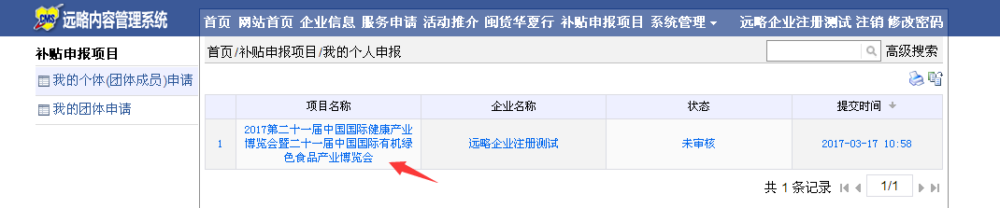 CMS 远略内容管理系统
首页 网站首页 企业信息 服务申请 活动推介 闽货华夏行 补贴申报项目 系统管理 远略企业注册测试 注销 修改密码
补贴申报项目
我的个体(团体成员)申请
我的团体申请
首页/补贴申报项目/我的个人申报
高级搜索
项目名称 企业名称 状态 提交时间
1
2017第二十一届中国国际健康产业
博览会暨二十一届中国国际有机绿
色食品产业博览会
远略企业注册测试 未审核 2017-03-17 10:58
共 1 条记录 1/1